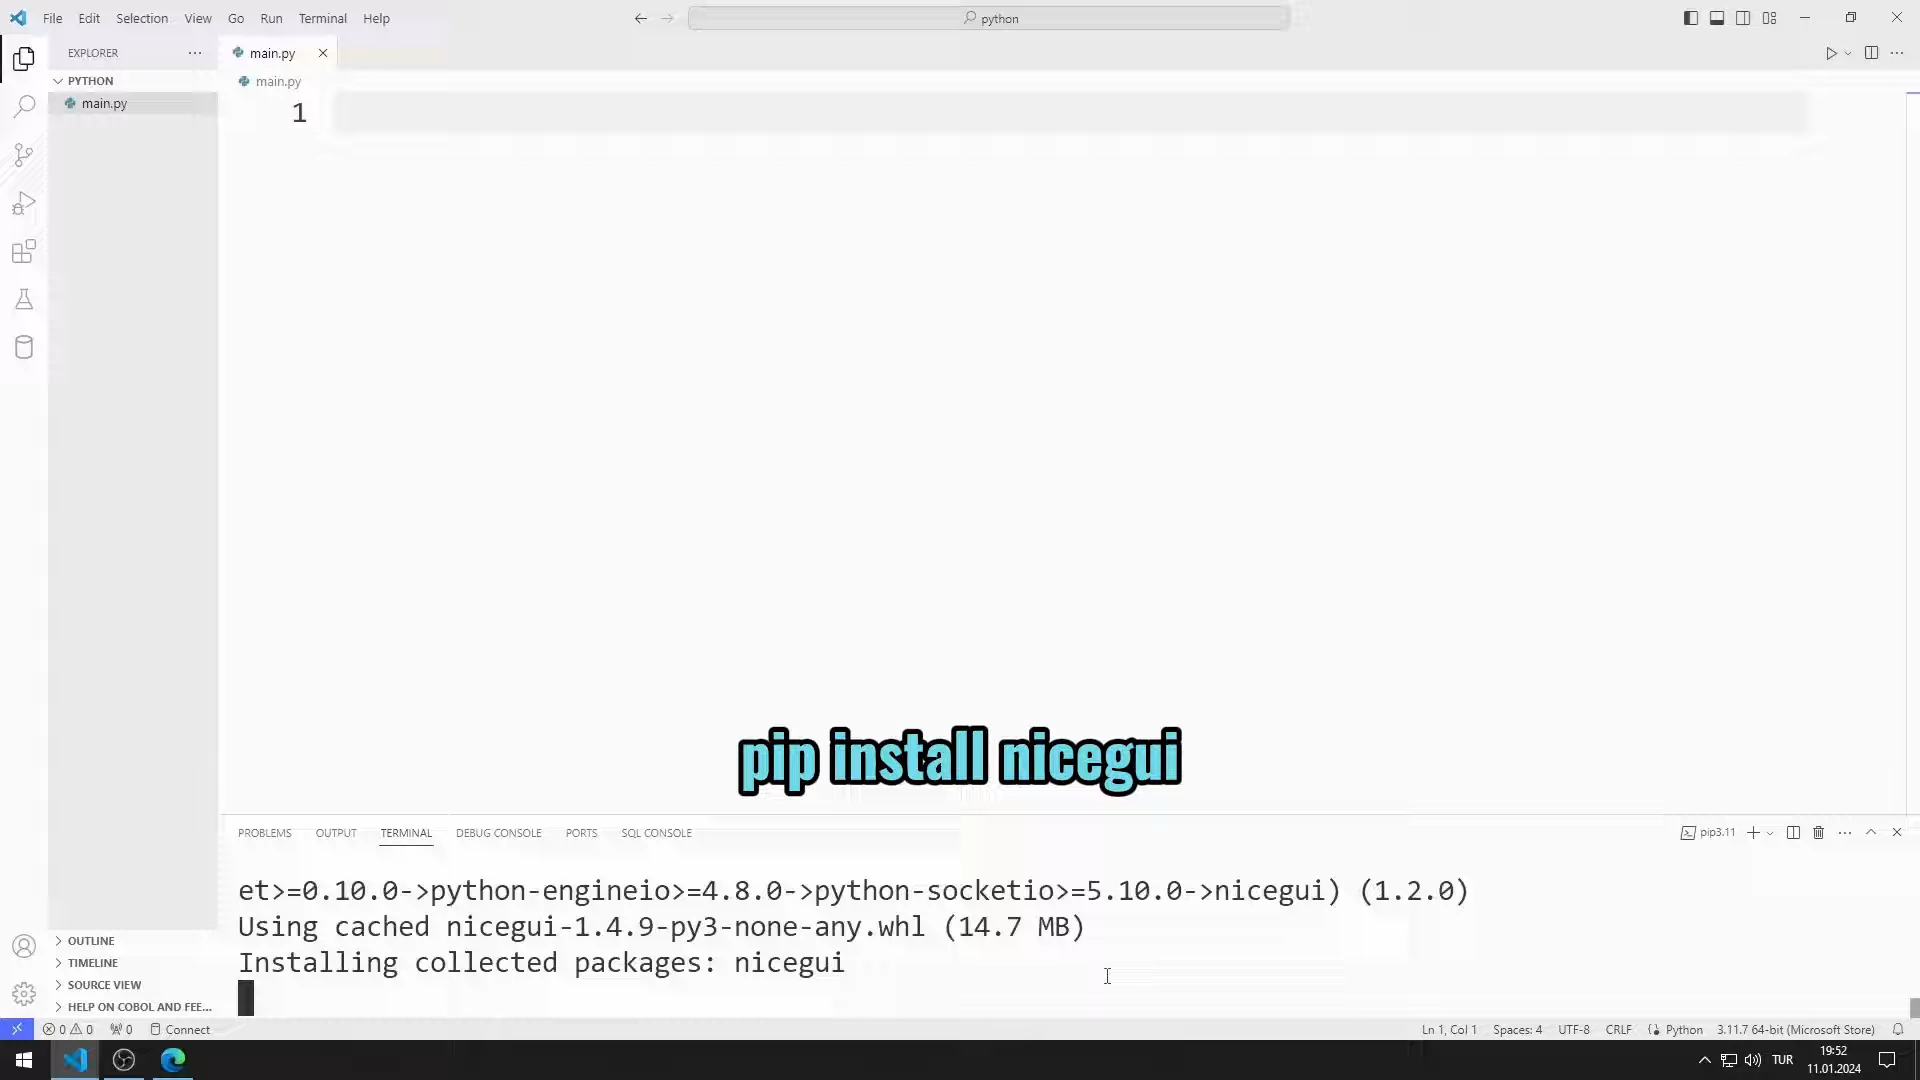 File Edit Selection View Go Run Terminal Help
python
EXPLORER
main.py
PYTHON
main.py
main.py
1
pip install nicegui
PROBLEMS OUTPUT TERMINAL DEBUG CONSOLE PORTS SQL CONSOLE
pip3.11
et>=0.10.0->python-engineio>=4.8.0->python-socketio>=5.10.0->nicegui) (1.2.0)
Using cached nicegui-1.4.9-py3-none-any.whl (14.7 MB)
Installing collected packages: nicegui
OUTLINE
TIMELINE
SOURCE VIEW
HELP ON COBOL AND FEE...
0 0 0 Connect
Ln 1, Col 1 Spaces: 4 UTF-8 CRLF Python 3.11.7 64-bit (Microsoft Store)
TUR
19:52
11.01.2024